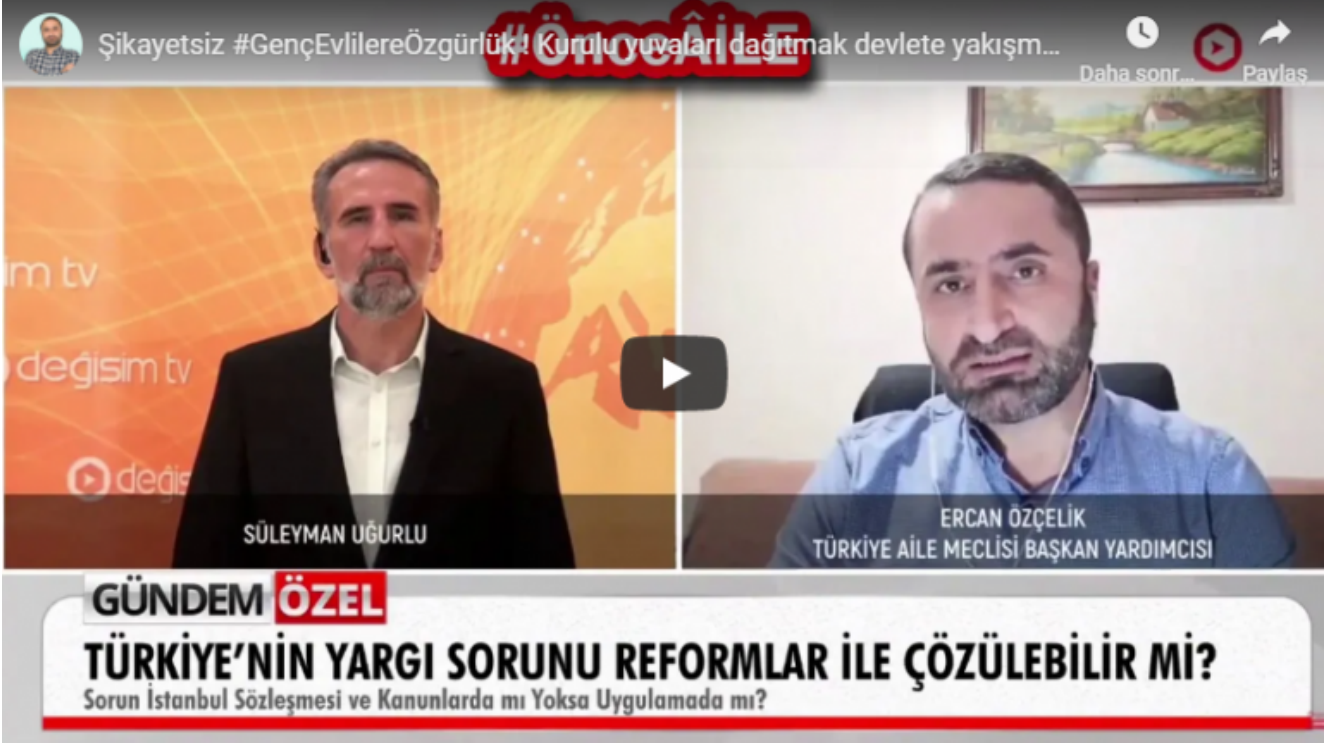 Şikayetsiz #GençEvlilereÖzgürlük! Kurulu yuvaları dağıtmak devlete yakışm...
#ÖnceÂİLE
Daha sonr...
Paylaş
im tv
değişim tv
değiş
SÜLEYMAN UĞURLU
ERCAN ÖZÇELİK
TÜRKİYE AİLE MECLİSİ BAŞKAN YARDIMCISI
GÜNDEM ÖZEL
TÜRKİYE'NİN YARGI SORUNU REFORMLAR İLE ÇÖZÜLEBİLİR Mİ?
Sorun İstanbul Sözleşmesi ve Kanunlarda mı Yoksa Uygulamada mı?